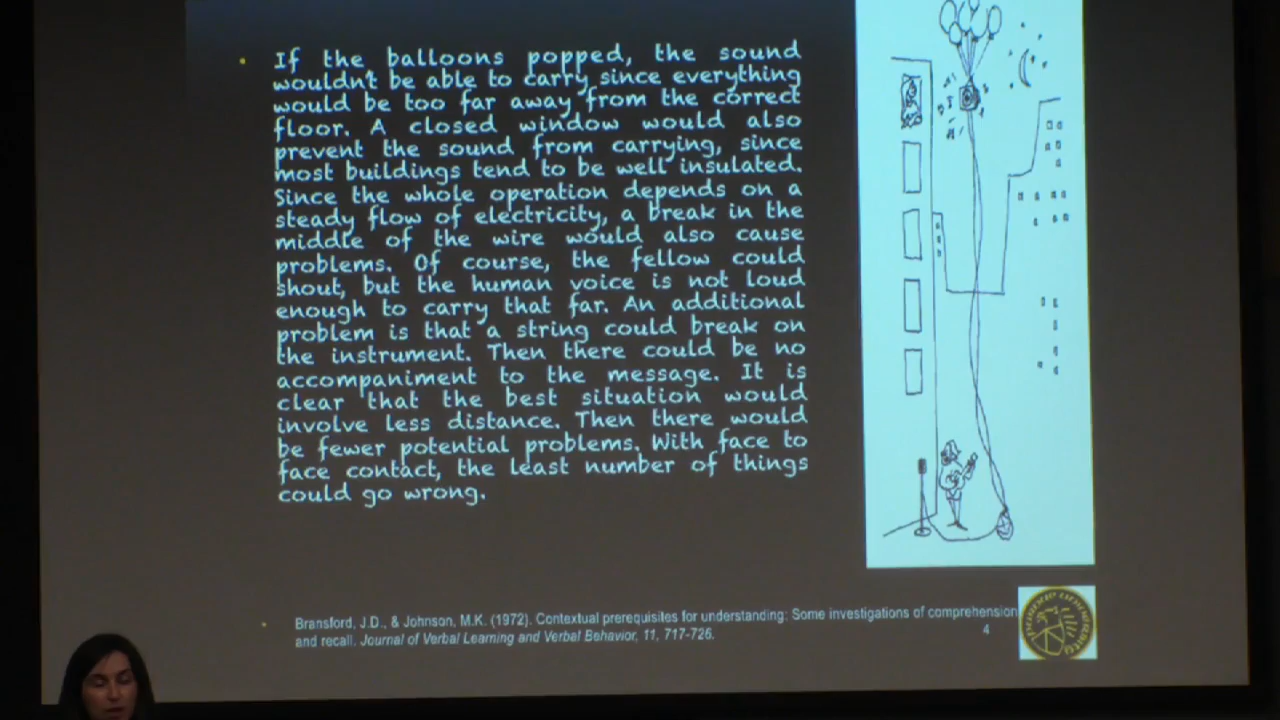 If the balloons popped, the sound
wouldn't be able to carry since everything
would be too far away from the correct
floor. A closed window would also
prevent the sound from carrying, since
most buildings tend to be well insulated.
Since the whole operation depends on a
steady flow of electricity, a break in the
middle of the wire would also cause
problems. Of course, the fellow could
shout, but the human voice is not loud
enough to carry that far. An additional
problem is that a string could break on
the instrument. Then there could be no
accompaniment to the message. It is
clear that the best situation would
involve less distance. Then there would
be fewer potential problems. With face to
face contact, the least number of things
could go wrong.
Bransford, J.D., & Johnson, M.K. (1972). Contextual prerequisites for understanding: Some investigations of comprehension
and recall. Journal of Verbal Learning and Verbal Behavior, 11, 717-726.
4